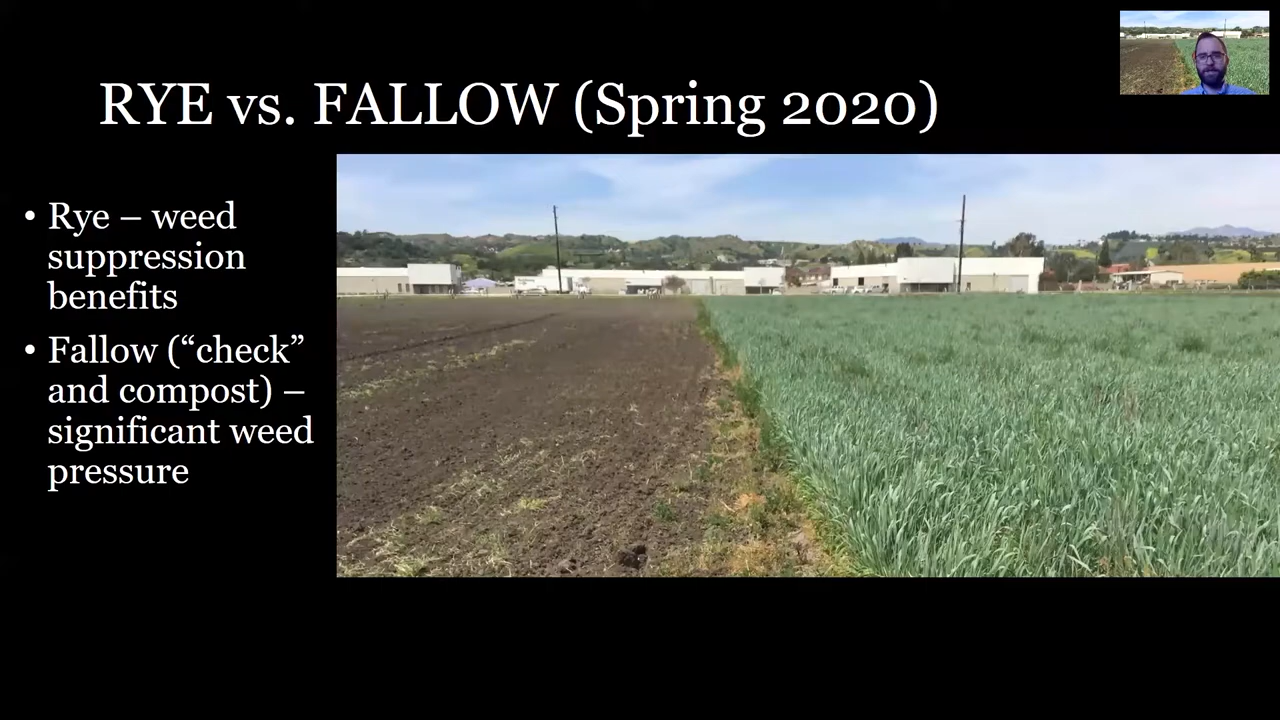 RYE vs. FALLOW (Spring 2020)
• Rye – weed
suppression
benefits
• Fallow (“check”
and compost) –
significant weed
pressure